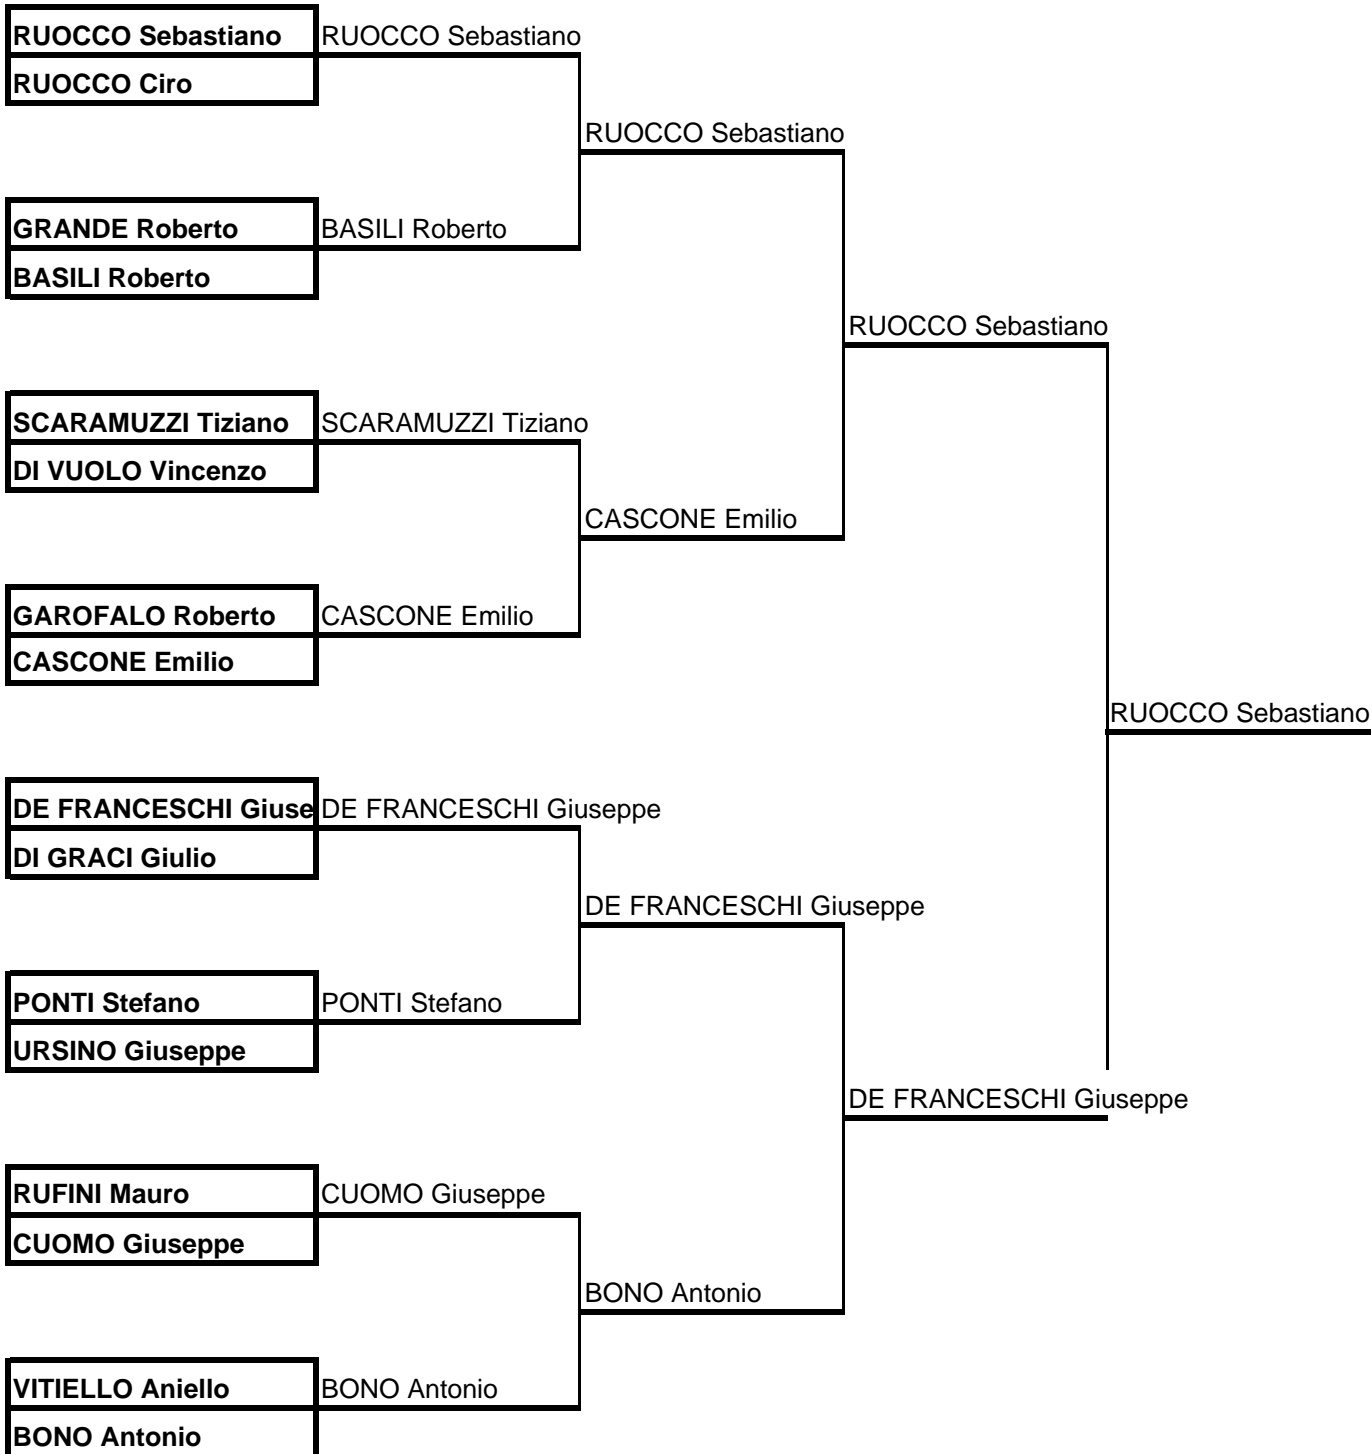 RUOCCO Sebastiano RUOCCO Sebastiano
RUOCCO Ciro
RUOCCO Sebastiano
GRANDE Roberto BASILI Roberto
BASILI Roberto
RUOCCO Sebastiano
SCARAMUZZI Tiziano SCARAMUZZI Tiziano
DI VUOLO Vincenzo
CASCONE Emilio
GAROFALO Roberto CASCONE Emilio
CASCONE Emilio
RUOCCO Sebastiano
DE FRANCESCHI Giuse DE FRANCESCHI Giuseppe
DI GRACI Giulio
DE FRANCESCHI Giuseppe
PONTI Stefano PONTI Stefano
URSINO Giuseppe
DE FRANCESCHI Giuseppe
RUFINI Mauro CUOMO Giuseppe
CUOMO Giuseppe
BONO Antonio
VITIELLO Aniello BONO Antonio
BONO Antonio